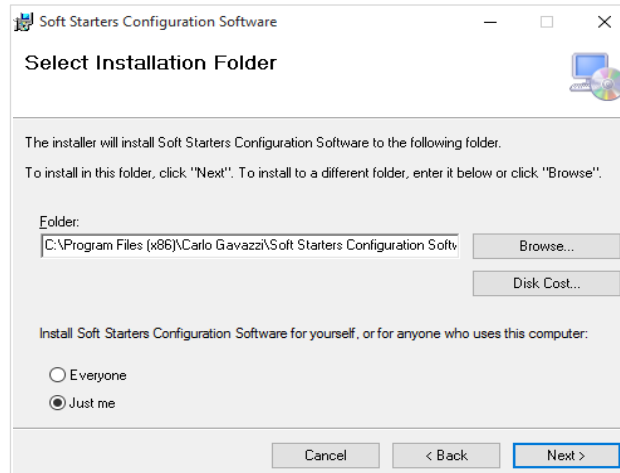 Soft Starters Configuration Software
Select Installation Folder
The installer will install Soft Starters Configuration Software to the following folder.
To install in this folder, click "Next". To install to a different folder, enter it below or click "Browse".
Folder:
C:\Program Files (x86)\Carlo Gavazzi\Soft Starters Configuration Softw
Browse...
Disk Cost...
Install Soft Starters Configuration Software for yourself, or for anyone who uses this computer:
Everyone
Just me
Cancel
< Back
Next >